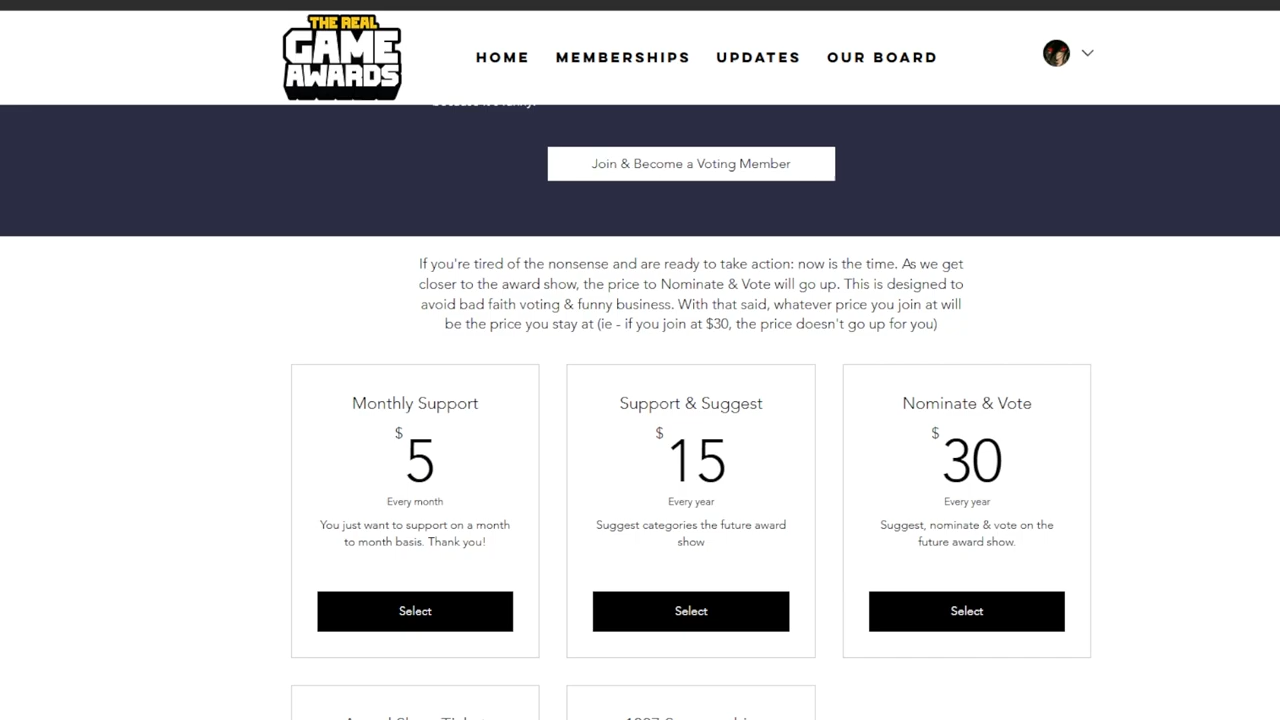 THE REAL
GAME
AWARDS
HOME MEMBERSHIPS UPDATES OUR BOARD
Join & Become a Voting Member
If you're tired of the nonsense and are ready to take action: now is the time. As we get
closer to the award show, the price to Nominate & Vote will go up. This is designed to
avoid bad faith voting & funny business. With that said, whatever price you join at will
be the price you stay at (ie - if you join at $30, the price doesn't go up for you)
Monthly Support
$5
Every month
You just want to support on a month
to month basis. Thank you!
Select
Support & Suggest
$15
Every year
Suggest categories the future award
show
Select
Nominate & Vote
$30
Every year
Suggest, nominate & vote on the
future award show.
Select